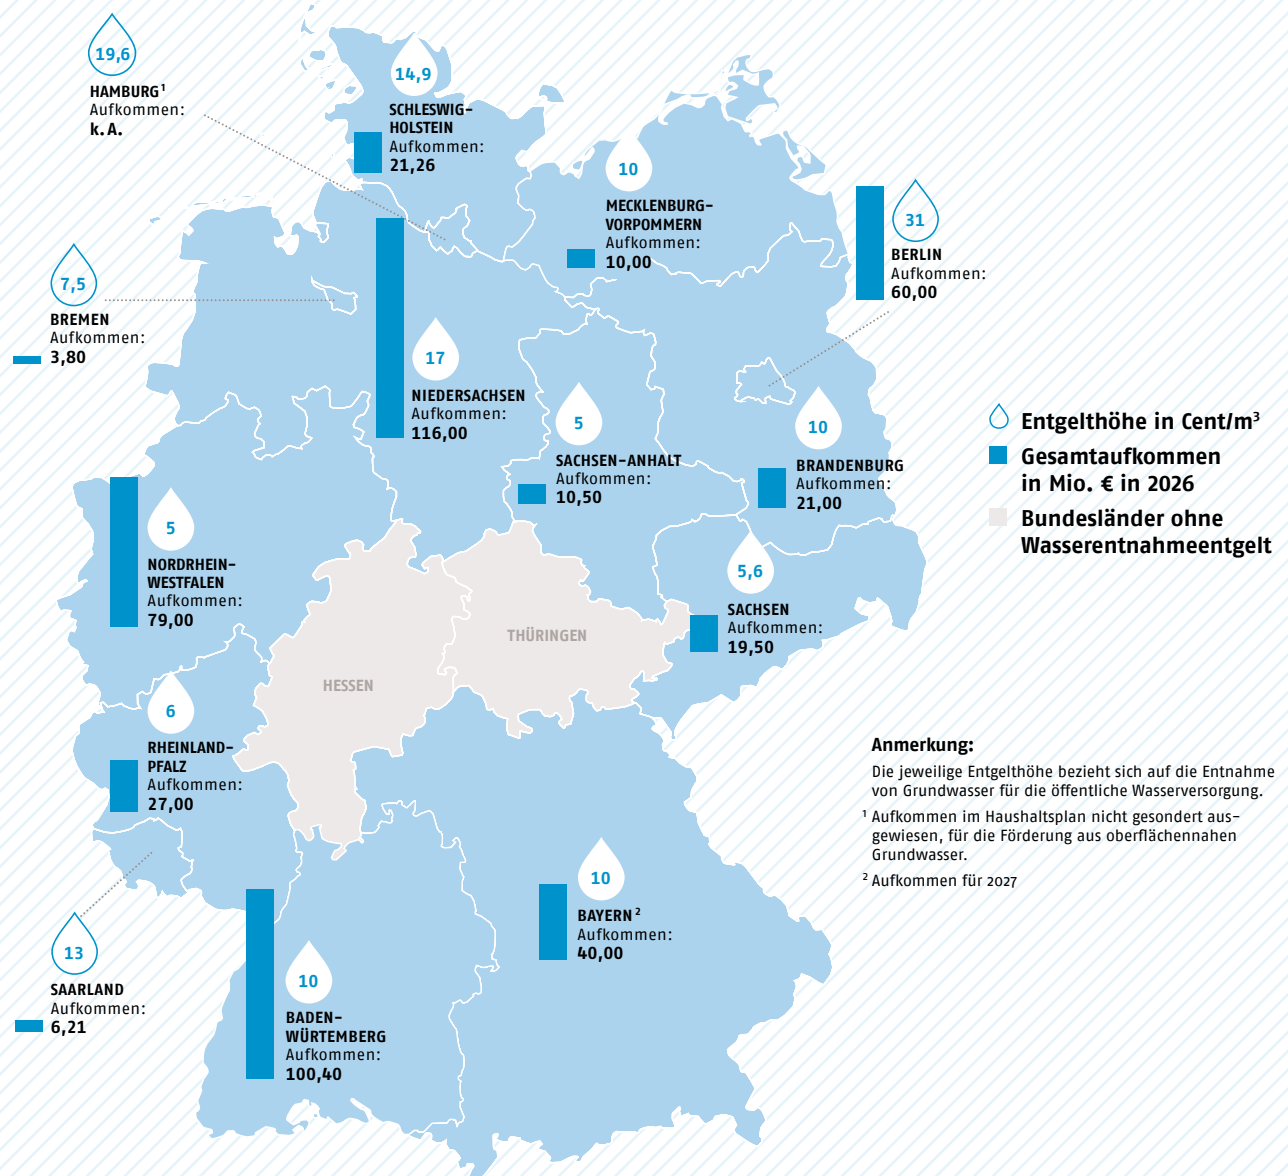 19,6
HAMBURG¹
Aufkommen:
k. A.
14,9
SCHLESWIG-
HOLSTEIN
Aufkommen:
21,26
10
MECKLENBURG-
VORPOMMERN
Aufkommen:
10,00
31
BERLIN
Aufkommen:
60,00
7,5
BREMEN
Aufkommen:
3,80
17
NIEDERSACHSEN
Aufkommen:
116,00
5
SACHSEN-ANHALT
Aufkommen:
10,50
10
BRANDENBURG
Aufkommen:
21,00
Entgelthöhe in Cent/m³
Gesamtaufkommen
in Mio. € in 2026
Bundesländer ohne
Wasserentnahmeentgelt
5
NORDRHEIN-
WESTFALEN
Aufkommen:
79,00
5,6
SACHSEN
Aufkommen:
19,50
THÜRINGEN
HESSEN
6
RHEINLAND-
PFALZ
Aufkommen:
27,00
Anmerkung:
Die jeweilige Entgelthöhe bezieht sich auf die Entnahme
von Grundwasser für die öffentliche Wasserversorgung.
¹ Aufkommen im Haushaltsplan nicht gesondert aus-
gewiesen, für die Förderung aus oberflächennahen
Grundwasser.
² Aufkommen für 2027
10
BAYERN²
Aufkommen:
40,00
13
SAARLAND
Aufkommen:
6,21
10
BADEN-
WÜRTEMBERG
Aufkommen:
100,40